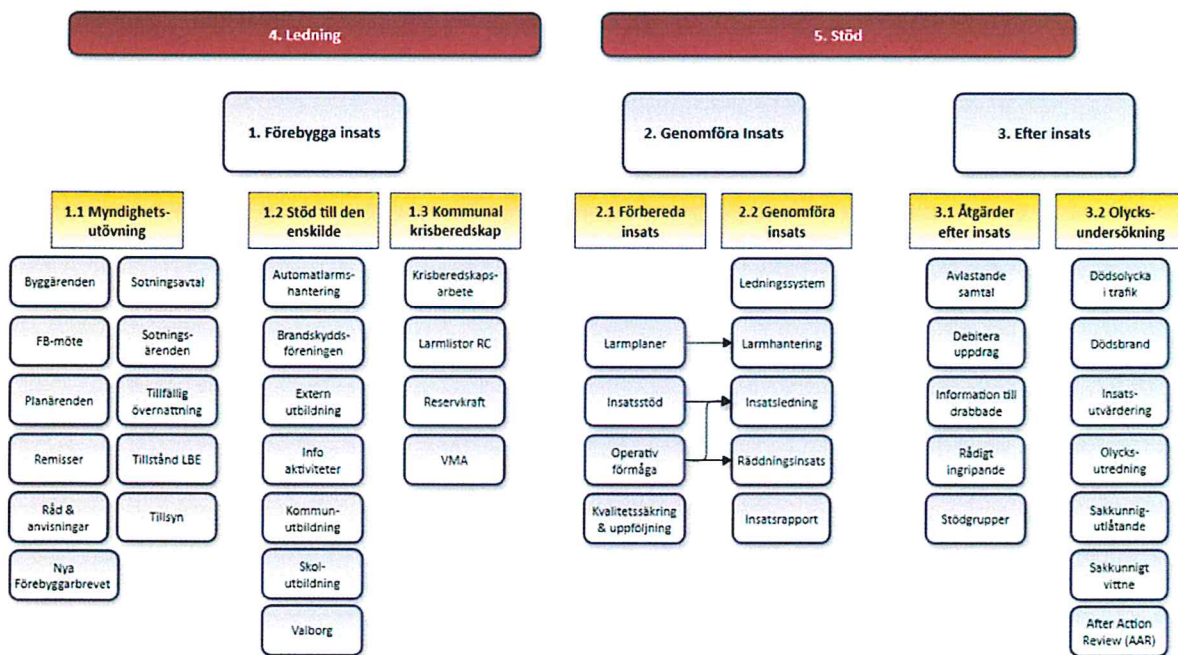 4. Ledning
5. Stöd
1. Förebygga insats
2. Genomföra Insats
3. Efter insats
1.1 Myndighets-
utövning
1.2 Stöd till den
enskilde
1.3 Kommunal
krisberedskap
2.1 Förbereda
insats
2.2 Genomföra
insats
3.1 Åtgärder
efter insats
3.2 Olycks-
undersökning
Byggärenden
FB-möte
Planärenden
Remisser
Råd &
anvisningar
Nya
Förebyggarbrevet
Sotningsavtal
Sotnings-
ärenden
Tillfällig
övernattning
Tillstånd LBE
Tillsyn
Automatlarms-
hantering
Brandskydds-
föreningen
Extern
utbildning
Info
aktiviteter
Kommun-
utbildning
Skol-
utbildning
Valborg
Krisberedskaps-
arbete
Larmlistor RC
Reservkraft
VMA
Larmplaner
Insatsstöd
Operativ
förmåga
Kvalitetssäkring
& uppföljning
Ledningssystem
Larmhantering
Insatsledning
Räddningsinsats
Insatsrapport
Avlastande
samtal
Debitera
uppdrag
Information till
drabbade
Rådigt
ingripande
Stödgrupper
Dödsolycka
i trafik
Dödsbrand
Insats-
utvärdering
Olycks-
utredning
Sakkunnig-
utlåtande
Sakkunnigt
vittne
After Action
Review (AAR)